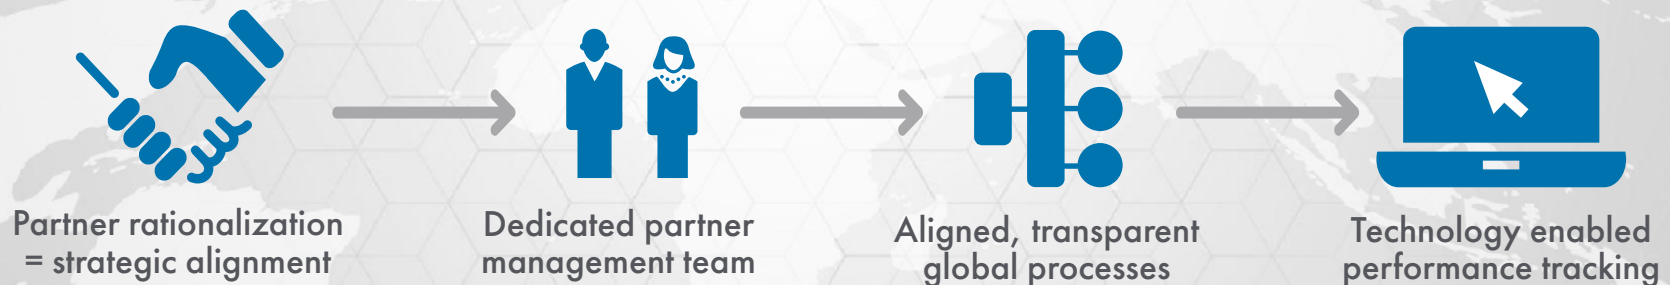 Partner rationalization
= strategic alignment
Dedicated partner
management team
Aligned, transparent
global processes
Technology enabled
performance tracking